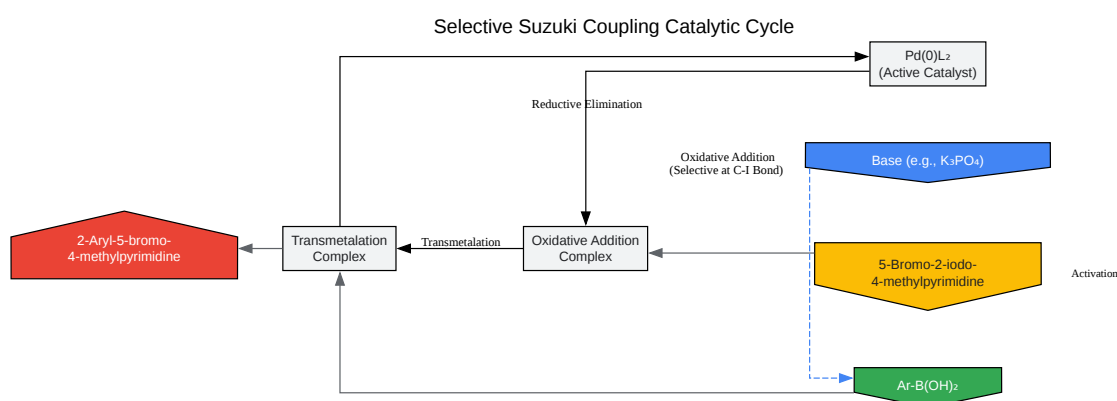 Selective Suzuki Coupling Catalytic Cycle
Pd(0)L₂
(Active Catalyst)
Reductive Elimination
Oxidative Addition
(Selective at C-I Bond)
Base (e.g., K₃PO₄)
2-Aryl-5-bromo-
4-methylpyrimidine
Transmetalation
Complex
Transmetalation
Oxidative Addition
Complex
5-Bromo-2-iodo-
4-methylpyrimidine
Activation
Ar-B(OH)₂